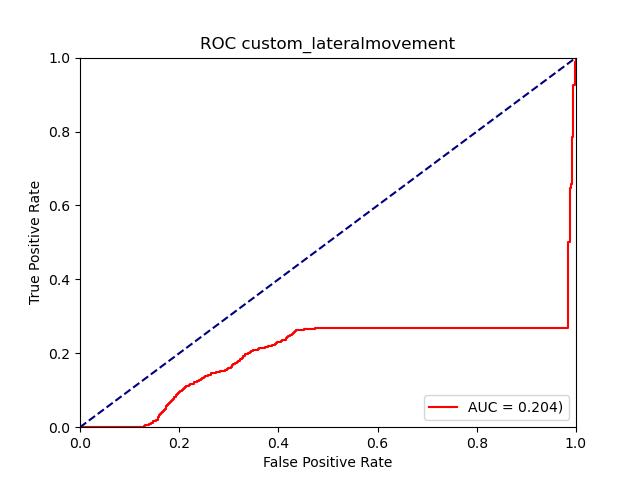 ROC custom_lateralmovement
True Positive Rate
1.0
0.8
0.6
0.4
0.2
0.0
AUC = 0.204)
0.0 0.2 0.4 0.6 0.8 1.0
False Positive Rate